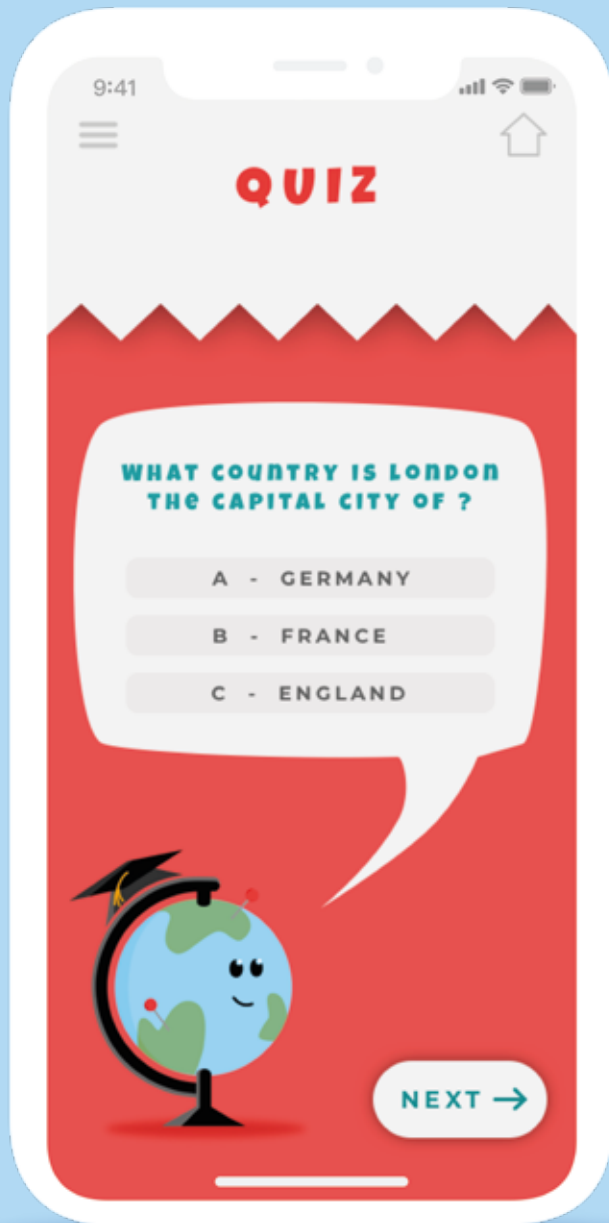 9:41
QUIZ
WHAT COUNTRY IS LONDON
THE CAPITAL CITY OF ?
A - GERMANY
B - FRANCE
C - ENGLAND
NEXT →